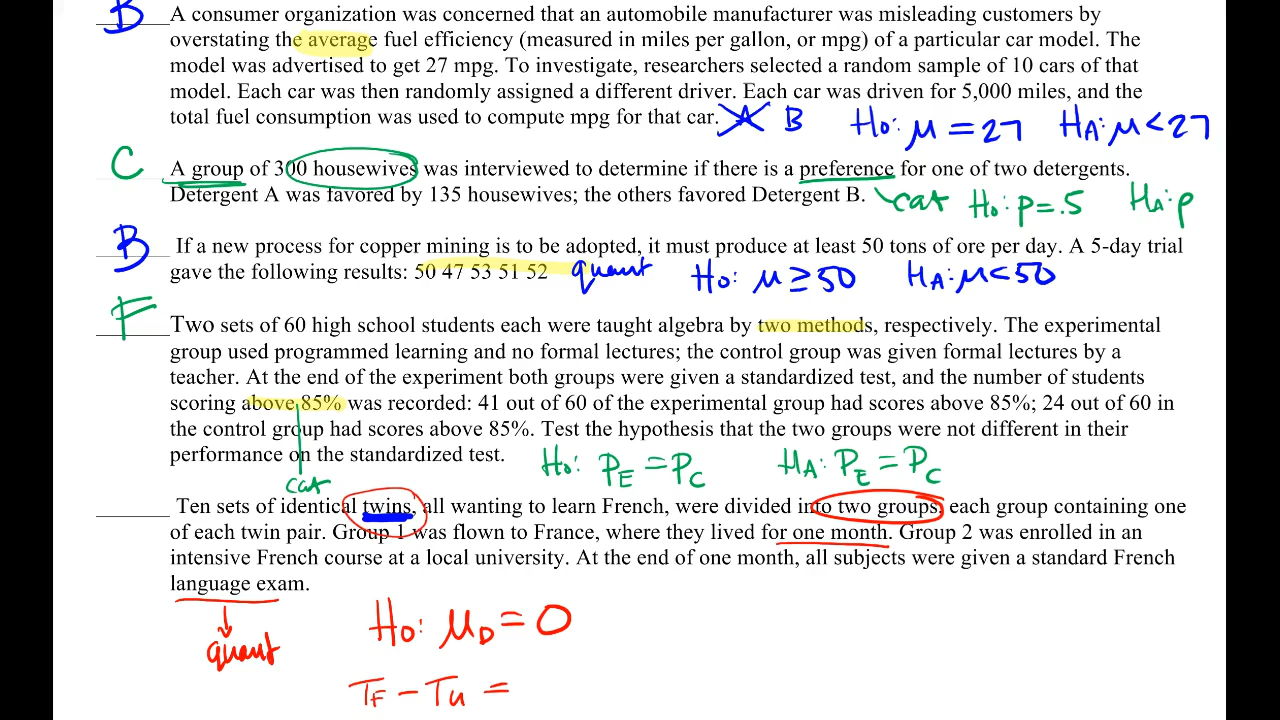 B
A consumer organization was concerned that an automobile manufacturer was misleading customers by
overstating the average fuel efficiency (measured in miles per gallon, or mpg) of a particular car model. The
model was advertised to get 27 mpg. To investigate, researchers selected a random sample of 10 cars of that
model. Each car was then randomly assigned a different driver. Each car was driven for 5,000 miles, and the
total fuel consumption was used to compute mpg for that car. A B H₀: μ = 27 Hₐ: μ < 27
C A group of 300 housewives was interviewed to determine if there is a preference for one of two detergents.
Detergent A was favored by 135 housewives; the others favored Detergent B. cat H₀: p = .5 Hₐ: p
B If a new process for copper mining is to be adopted, it must produce at least 50 tons of ore per day. A 5-day trial
gave the following results: 50 47 53 51 52 quant H₀: μ ≥ 50 Hₐ: μ < 50
F Two sets of 60 high school students each were taught algebra by two methods, respectively. The experimental
group used programmed learning and no formal lectures; the control group was given formal lectures by a
teacher. At the end of the experiment both groups were given a standardized test, and the number of students
scoring above 85% was recorded: 41 out of 60 of the experimental group had scores above 85%; 24 out of 60 in
the control group had scores above 85%. Test the hypothesis that the two groups were not different in their
performance on the standardized test. H₀: P_E = P_C Hₐ: P_E = P_C
cat
Ten sets of identical twins, all wanting to learn French, were divided into two groups, each group containing one
of each twin pair. Group 1 was flown to France, where they lived for one month. Group 2 was enrolled in an
intensive French course at a local university. At the end of one month, all subjects were given a standard French
language exam.
quant H₀: μ_D = 0
T_F - T_U =